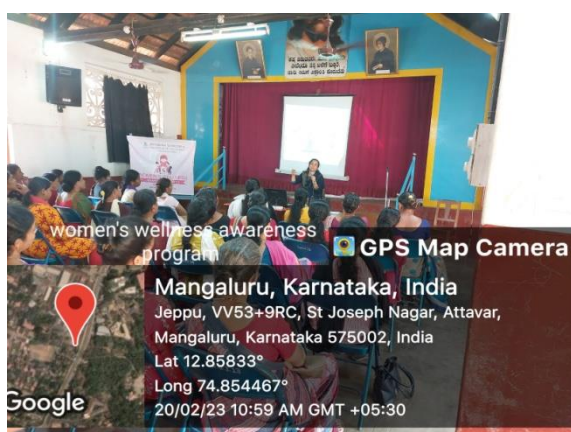 women's wellness awareness
program
GPS Map Camera
Mangaluru, Karnataka, India
Jeppu, VV53+9RC, St Joseph Nagar, Attavar,
Mangaluru, Karnataka 575002, India
Lat 12.85833°
Long 74.854467°
20/02/23 10:59 AM GMT +05:30
Google